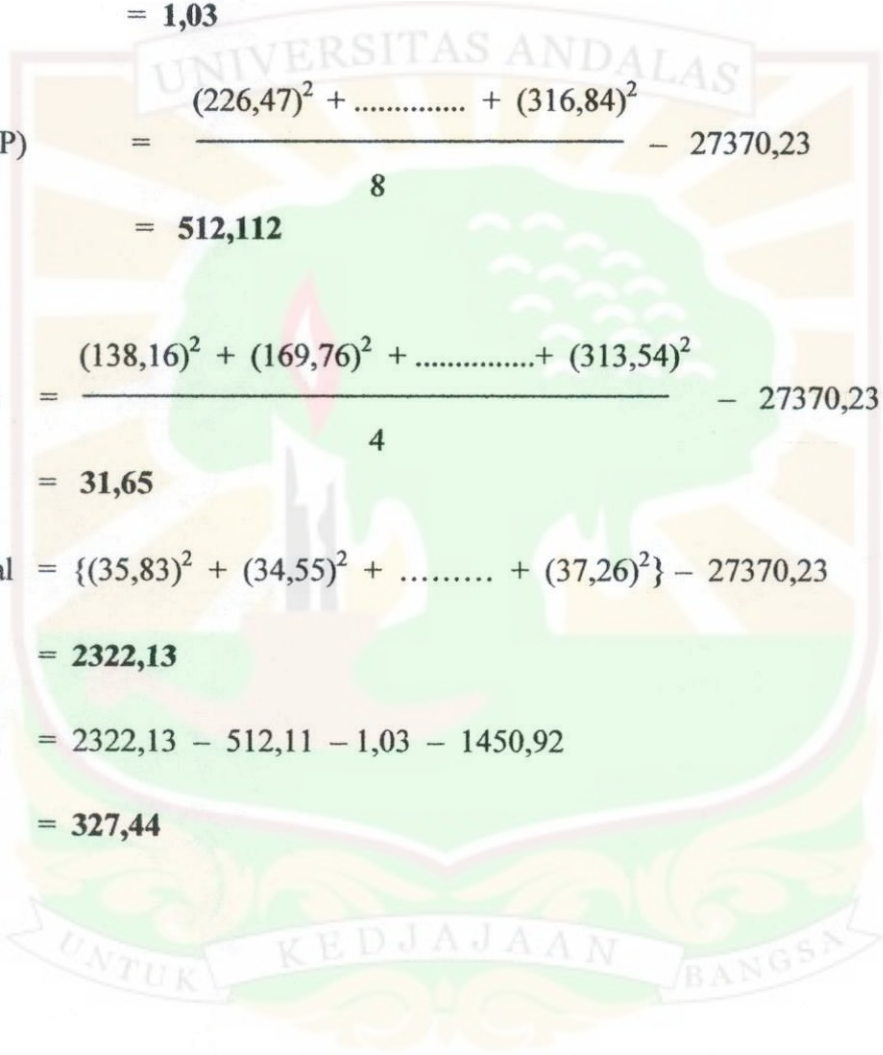 = 1,03
UNIVERSITAS ANDALAS
(226,47)² + .............. + (316,84)²
P) = ――― – 27370,23
8
= 512,112
(138,16)² + (169,76)² + ...............+ (313,54)²
= ――― – 27370,23
4
= 31,65
al = {(35,83)² + (34,55)² + ......... + (37,26)²} – 27370,23
= 2322,13
= 2322,13 – 512,11 – 1,03 – 1450,92
= 327,44
UNTUK KEDJAJAAN BANGSA